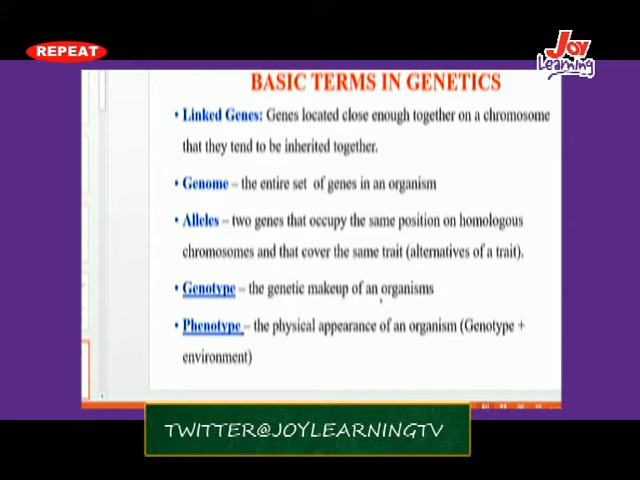 REPEAT
Joy
Learning
BASIC TERMS IN GENETICS
• Linked Genes: Genes located close enough together on a chromosome
that they tend to be inherited together.
• Genome – the entire set of genes in an organism
• Alleles – two genes that occupy the same position on homologous
chromosomes and that cover the same trait (alternatives of a trait).
• Genotype – the genetic makeup of an organisms
• Phenotype – the physical appearance of an organism (Genotype +
environment)
TWITTER@JOYLEARNINGTV